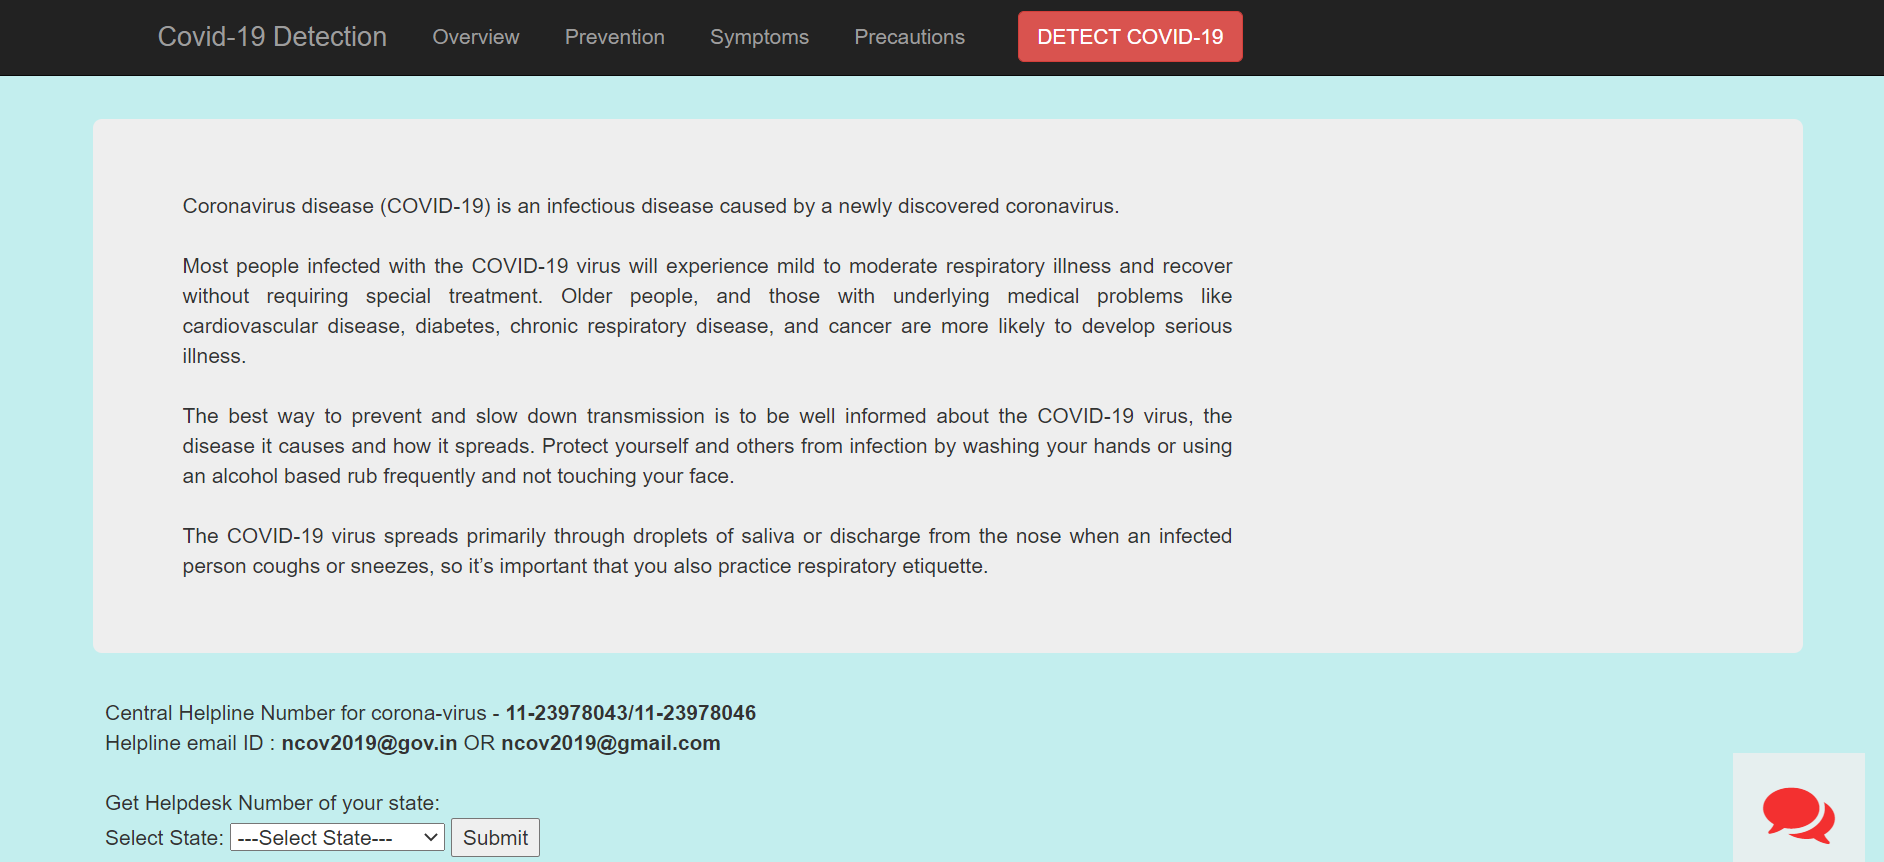 Covid-19 Detection Overview Prevention Symptoms Precautions DETECT COVID-19
Coronavirus disease (COVID-19) is an infectious disease caused by a newly discovered coronavirus.
Most people infected with the COVID-19 virus will experience mild to moderate respiratory illness and recover
without requiring special treatment. Older people, and those with underlying medical problems like
cardiovascular disease, diabetes, chronic respiratory disease, and cancer are more likely to develop serious
illness.
The best way to prevent and slow down transmission is to be well informed about the COVID-19 virus, the
disease it causes and how it spreads. Protect yourself and others from infection by washing your hands or using
an alcohol based rub frequently and not touching your face.
The COVID-19 virus spreads primarily through droplets of saliva or discharge from the nose when an infected
person coughs or sneezes, so it’s important that you also practice respiratory etiquette.
Central Helpline Number for corona-virus - 11-23978043/11-23978046
Helpline email ID : ncov2019@gov.in OR ncov2019@gmail.com
Get Helpdesk Number of your state:
Select State: ---Select State--- Submit